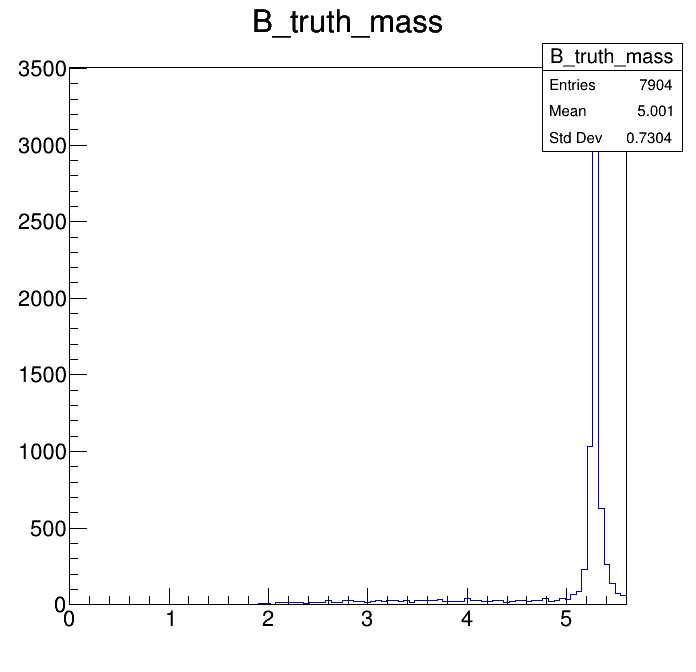 B_truth_mass
B_truth_mass
Entries 7904
Mean 5.001
Std Dev 0.7304
3500
3000
2500
2000
1500
1000
500
0
0 1 2 3 4 5